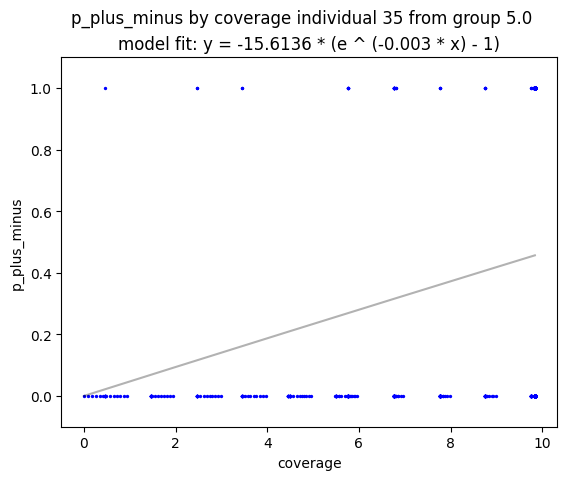 p_plus_minus by coverage individual 35 from group 5.0
model fit: y = -15.6136 * (e ^ (-0.003 * x) - 1)
1.0
0.8
0.6
0.4
0.2
0.0
p_plus_minus
0 2 4 6 8 10
coverage